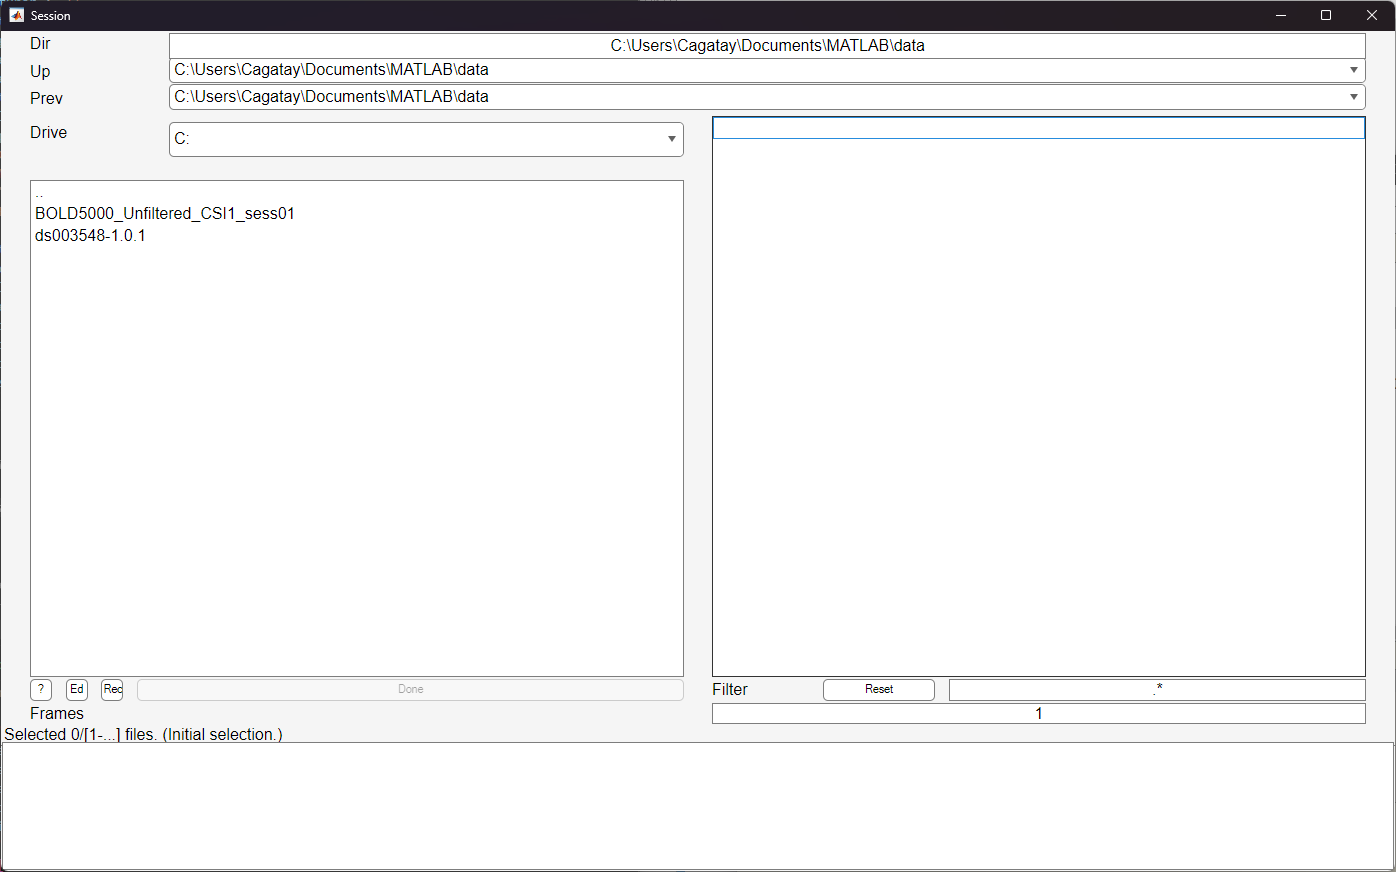 Session
Dir
C:\Users\Cagatay\Documents\MATLAB\data
Up
C:\Users\Cagatay\Documents\MATLAB\data
Prev
C:\Users\Cagatay\Documents\MATLAB\data
Drive
C:
..
BOLD5000_Unfiltered_CSI1_sess01
ds003548-1.0.1
? Ed Rec Done
Filter Reset .*
Frames 1
Selected 0/[1-...] files. (Initial selection.)